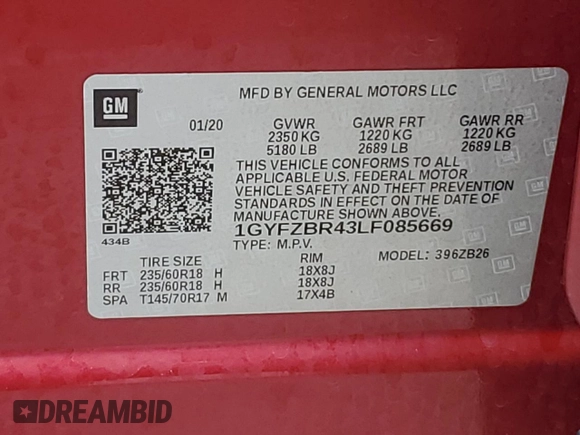 GM
MFD BY GENERAL MOTORS LLC
01/20 GVWR GAWR FRT GAWR RR
2350 KG 1220 KG 1220 KG
5180 LB 2689 LB 2689 LB
THIS VEHICLE CONFORMS TO ALL
APPLICABLE U.S. FEDERAL MOTOR
VEHICLE SAFETY AND THEFT PREVENTION
STANDARDS IN EFFECT ON THE DATE OF
MANUFACTURE SHOWN ABOVE.
434B
1GYFZBR43LF085669
TYPE: M.P.V. MODEL: 396ZB26
TIRE SIZE RIM
FRT 235/60R18 H 18X8J
RR 235/60R18 H 18X8J
SPA T145/70R17 M 17X4B
DREAMBID